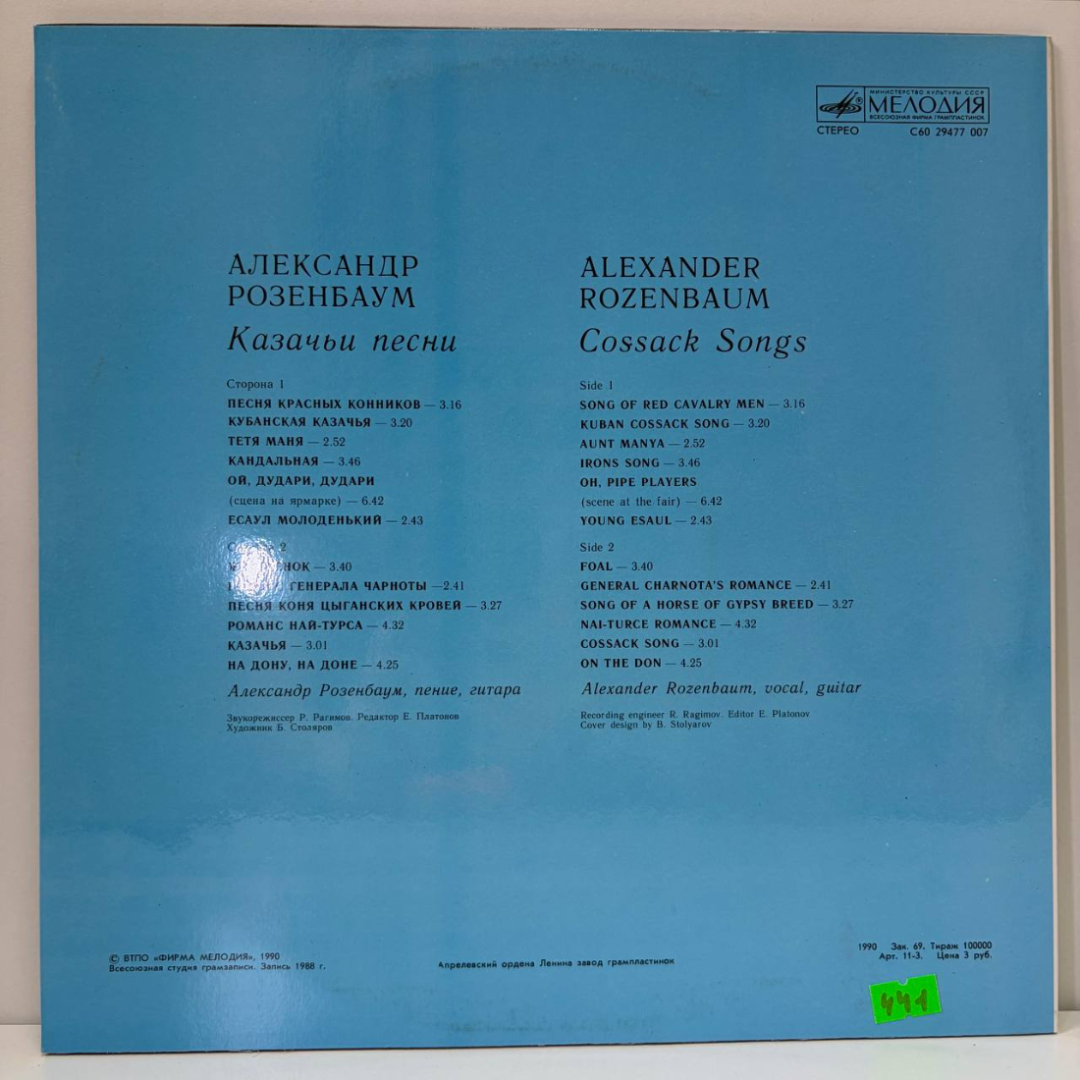 МИНИСТЕРСТВО КУЛЬТУРЫ СССР
МЕЛОДИЯ
ВСЕСОЮЗНАЯ ФИРМА ГРАМПЛАСТИНОК
СТЕРЕО С60 29477 007
АЛЕКСАНДР
РОЗЕНБАУМ
Казачьи песни
Сторона 1
ПЕСНЯ КРАСНЫХ КОННИКОВ — 3.16
КУБАНСКАЯ КАЗАЧЬЯ — 3.20
ТЕТЯ МАНЯ — 2.52
КАНДАЛЬНАЯ — 3.46
ОЙ, ДУДАРИ, ДУДАРИ
(сцена на ярмарке) — 6.42
ЕСАУЛ МОЛОДЕНЬКИЙ — 2.43
2
— 3.40
ГЕНЕРАЛА ЧАРНОТЫ —2.41
ПЕСНЯ КОНЯ ЦЫГАНСКИХ КРОВЕЙ — 3.27
РОМАНС НАЙ-ТУРСА — 4.32
КАЗАЧЬЯ — 3.01
НА ДОНУ, НА ДОНЕ — 4.25
Александр Розенбаум, пение, гитара
Звукорежиссер Р. Рагимов. Редактор Е. Платонов
Художник Б. Столяров
ALEXANDER
ROZENBAUM
Cossack Songs
Side 1
SONG OF RED CAVALRY MEN — 3.16
KUBAN COSSACK SONG — 3.20
AUNT MANYA — 2.52
IRONS SONG — 3.46
OH, PIPE PLAYERS
(scene at the fair) — 6.42
YOUNG ESAUL — 2.43
Side 2
FOAL — 3.40
GENERAL CHARNOTA'S ROMANCE — 2.41
SONG OF A HORSE OF GYPSY BREED — 3.27
NAI-TURCE ROMANCE — 4.32
COSSACK SONG — 3.01
ON THE DON — 4.25
Alexander Rozenbaum, vocal, guitar
Recording engineer R. Ragimov. Editor E. Platonov
Cover design by B. Stolyarov
© ВТПО «ФИРМА МЕЛОДИЯ», 1990
Всесоюзная студия грамзаписи. Запись 1988 г.
Апрелевский ордена Ленина завод грампластинок
1990 Зак. 69. Тираж 100000
Арт. 11-3. Цена 3 руб.
441